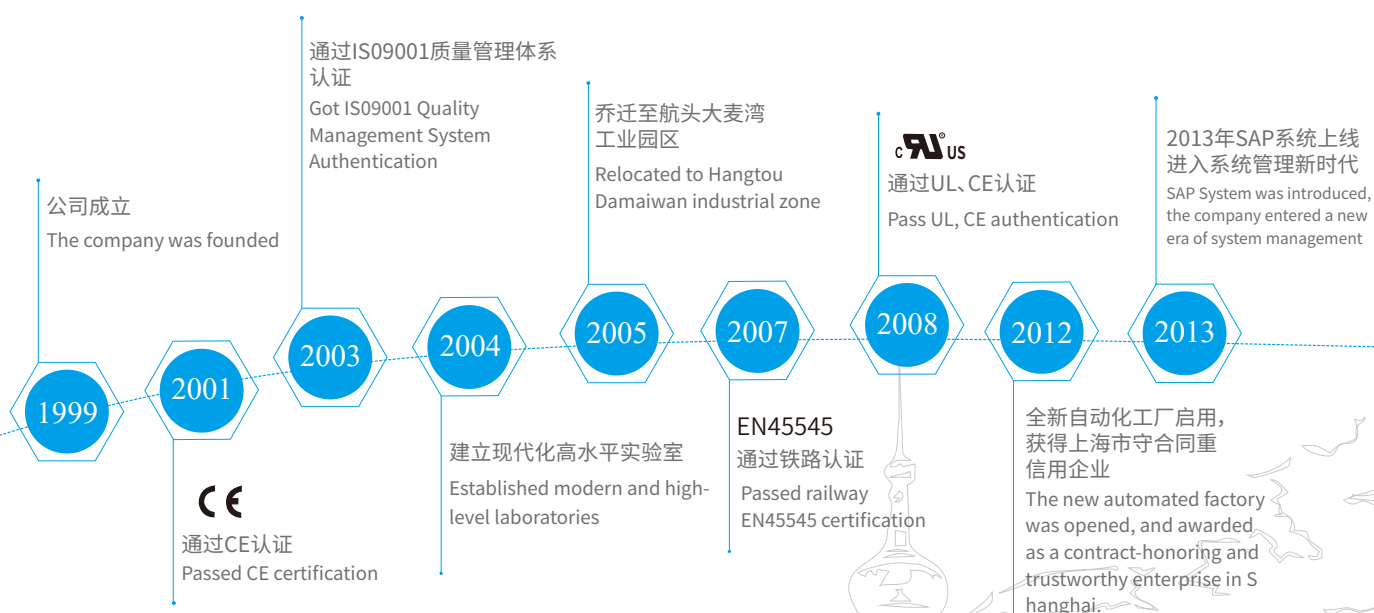 公司成立
The company was founded
1999
2001
CE
通过CE认证
Passed CE certification
通过IS09001质量管理体系
认证
Got IS09001 Quality
Management System
Authentication
2003
2004
建立现代化高水平实验室
Established modern and high-
level laboratories
乔迁至航头大麦湾
工业园区
Relocated to Hangtou
Damaiwan industrial zone
2005
2007
EN45545
通过铁路认证
Passed railway
EN45545 certification
c RU® US
通过UL、CE认证
Pass UL, CE authentication
2008
2012
全新自动化工厂启用，
获得上海市守合同重
信用企业
The new automated factory
was opened, and awarded
as a contract-honoring and
trustworthy enterprise in S
hanghai.
2013年SAP系统上线
进入系统管理新时代
SAP System was introduced,
the company entered a new
era of system management
2013